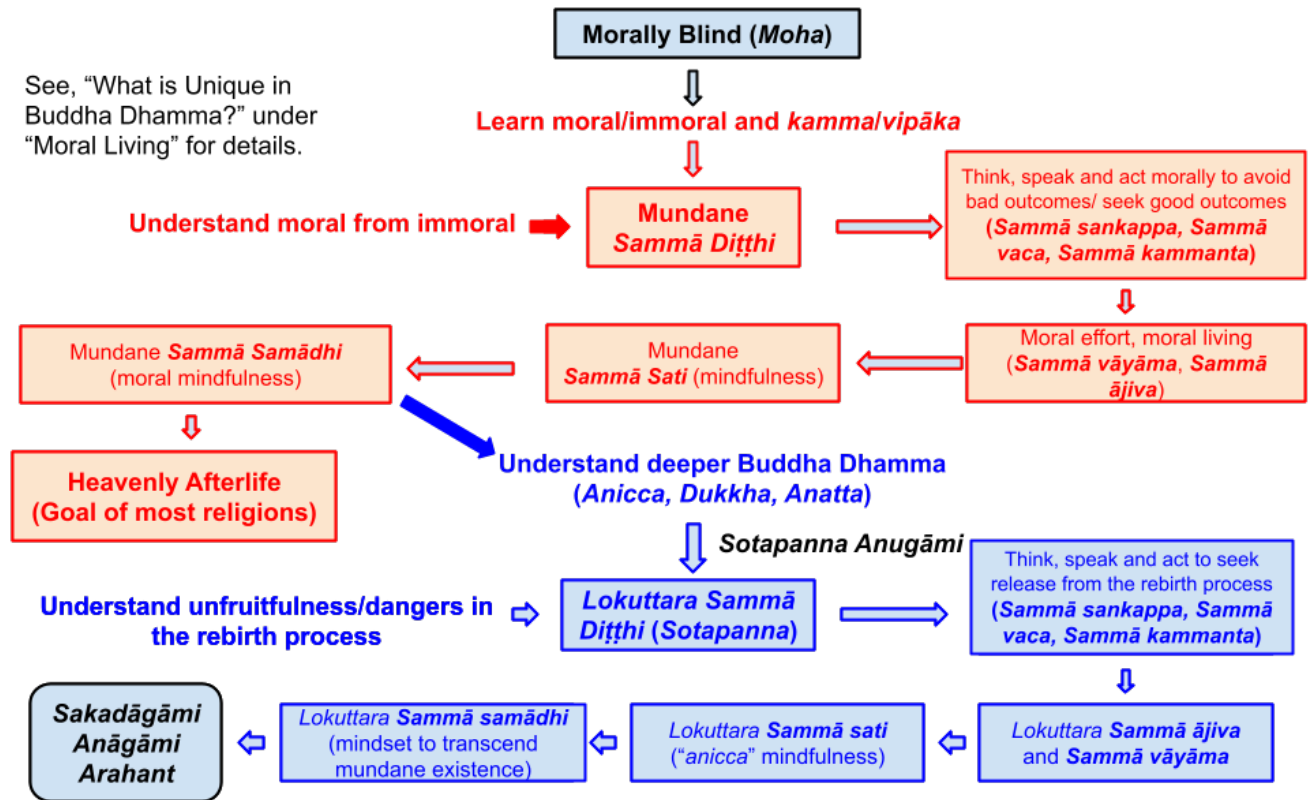 Morally Blind (Moha)
See, “What is Unique in
Buddha Dhamma?” under
“Moral Living” for details.
Learn moral/immoral and kamma/vipāka
Understand moral from immoral
Mundane
Sammā Diṭṭhi
Think, speak and act morally to avoid
bad outcomes/ seek good outcomes
(Sammā sankappa, Sammā
vaca, Sammā kammanta)
Moral effort, moral living
(Sammā vāyāma, Sammā
ājiva)
Mundane
Sammā Sati (mindfulness)
Mundane Sammā Samādhi
(moral mindfulness)
Heavenly Afterlife
(Goal of most religions)
Understand deeper Buddha Dhamma
(Anicca, Dukkha, Anatta)
Sotapanna Anugāmi
Understand unfruitfulness/dangers in
the rebirth process
Lokuttara Sammā
Diṭṭhi (Sotapanna)
Think, speak and act to seek
release from the rebirth process
(Sammā sankappa, Sammā
vaca, Sammā kammanta)
Lokuttara Sammā ājiva
and Sammā vāyāma
Lokuttara Sammā sati
(“anicca” mindfulness)
Lokuttara Sammā samādhi
(mindset to transcend
mundane existence)
Sakadāgāmi
Anāgāmi
Arahant